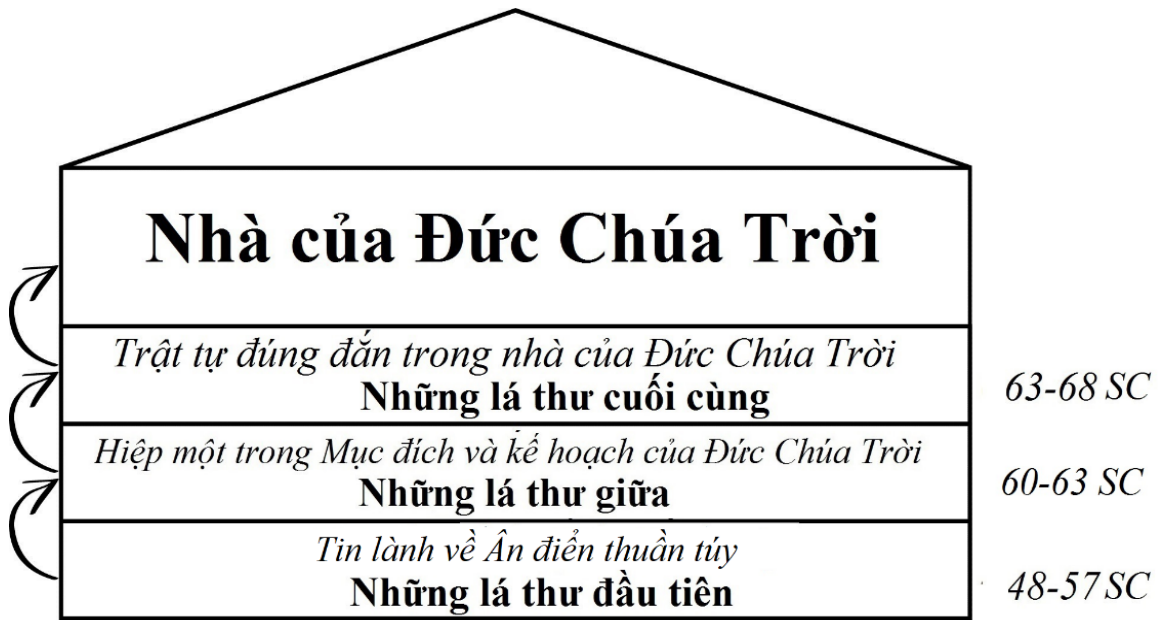 Nhà của Đức Chúa Trời
Trật tự đúng đắn trong nhà của Đức Chúa Trời
Những lá thư cuối cùng
63-68 SC
Hiệp một trong Mục đích và kế hoạch của Đức Chúa Trời
Những lá thư giữa
60-63 SC
Tin lành về Ân điển thuần túy
Những lá thư đầu tiên
48-57 SC